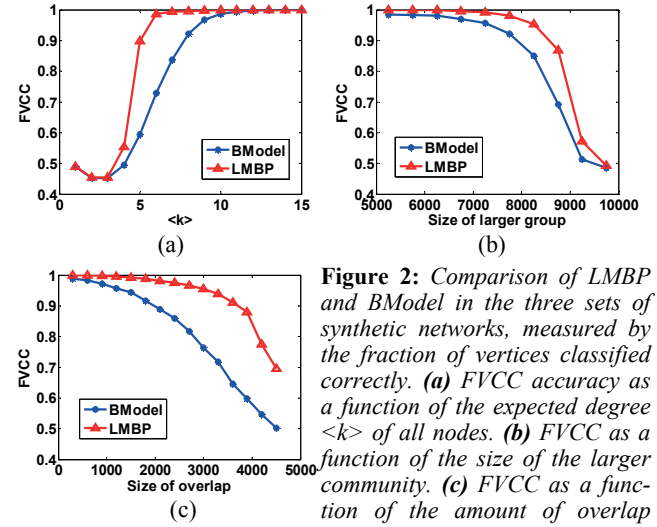 1
0.9
0.8
0.7
0.6
0.5
0.4
FVCC
BModel
LMBP
0 5 10 15
<k>
(a)
1
0.9
0.8
0.7
0.6
0.5
0.4
FVCC
BModel
LMBP
5000 6000 7000 8000 9000 10000
Size of larger group
(b)
1
0.9
0.8
0.7
0.6
0.5
0.4
FVCC
BModel
LMBP
0 1000 2000 3000 4000 5000
Size of overlap
(c)
Figure 2: Comparison of LMBP
and BModel in the three sets of
synthetic networks, measured by
the fraction of vertices classified
correctly. (a) FVCC accuracy as
a function of the expected degree
<k> of all nodes. (b) FVCC as a
function of the size of the larger
community. (c) FVCC as a func-
tion of the amount of overlap